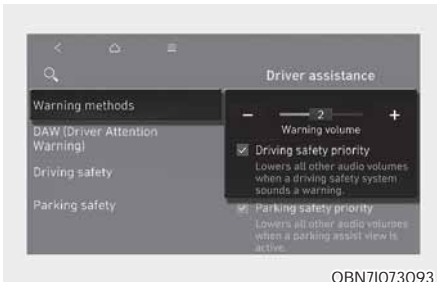 Driver assistance
Warning methods
DAW (Driver Attention
Warning)
Driving safety
Parking safety
− 2 +
Warning volume
Driving safety priority
Lowers all other audio volumes
when a driving safety system
sounds a warning.
Parking safety priority
Lowers all other audio volumes
when a parking assist view is
active.
OBN7I073093